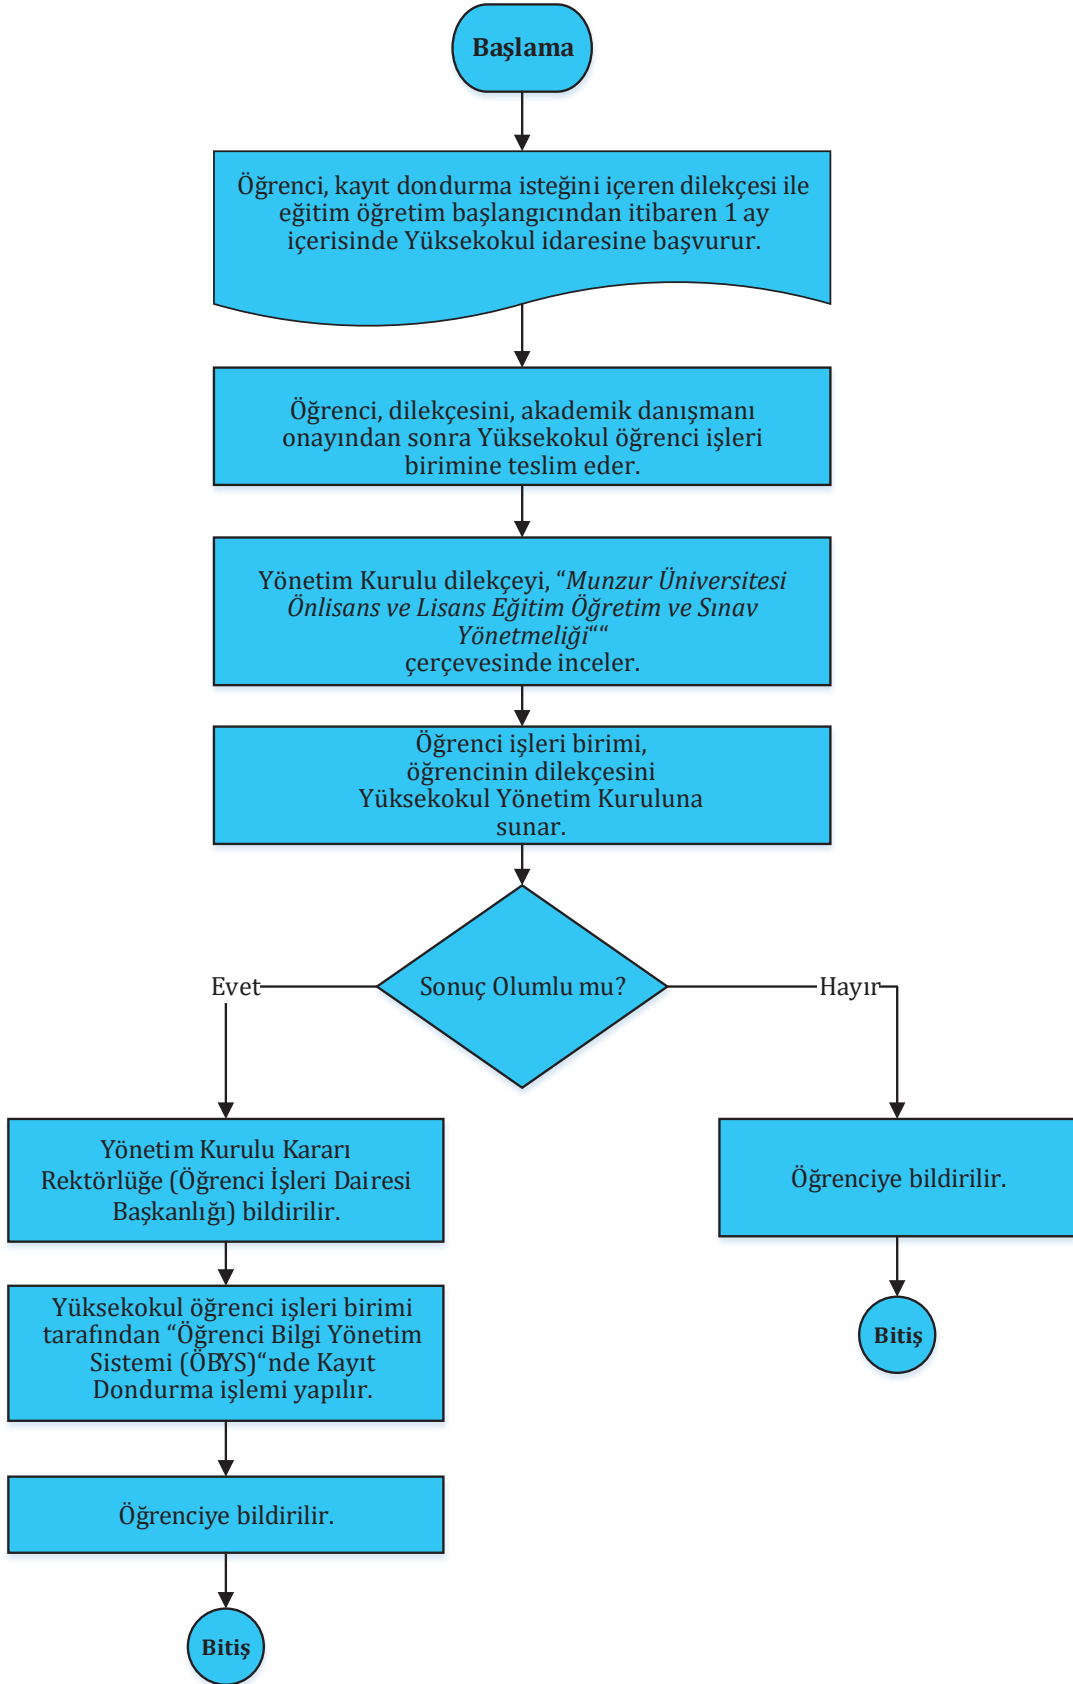 Başlama
Öğrenci, kayıt dondurma isteğini içeren dilekçesi ile
eğitim öğretim başlangıcından itibaren 1 ay
içerisinde Yüksekokul idaresine başvurur.
Öğrenci, dilekçesini, akademik danışmanı
onayından sonra Yüksekokul öğrenci işleri
birimine teslim eder.
Yönetim Kurulu dilekçeyi, “Munzur Üniversitesi
Önlisans ve Lisans Eğitim Öğretim ve Sınav
Yönetmeliği““
çerçevesinde inceler.
Öğrenci işleri birimi,
öğrencinin dilekçesini
Yüksekokul Yönetim Kuruluna
sunar.
Sonuç Olumlu mu?
Evet
Hayır
Yönetim Kurulu Kararı
Rektörlüğe (Öğrenci İşleri Dairesi
Başkanlığı) bildirilir.
Öğrenciye bildirilir.
Yüksekokul öğrenci işleri birimi
tarafından “Öğrenci Bilgi Yönetim
Sistemi (ÖBYS)“nde Kayıt
Dondurma işlemi yapılır.
Bitiş
Öğrenciye bildirilir.
Bitiş